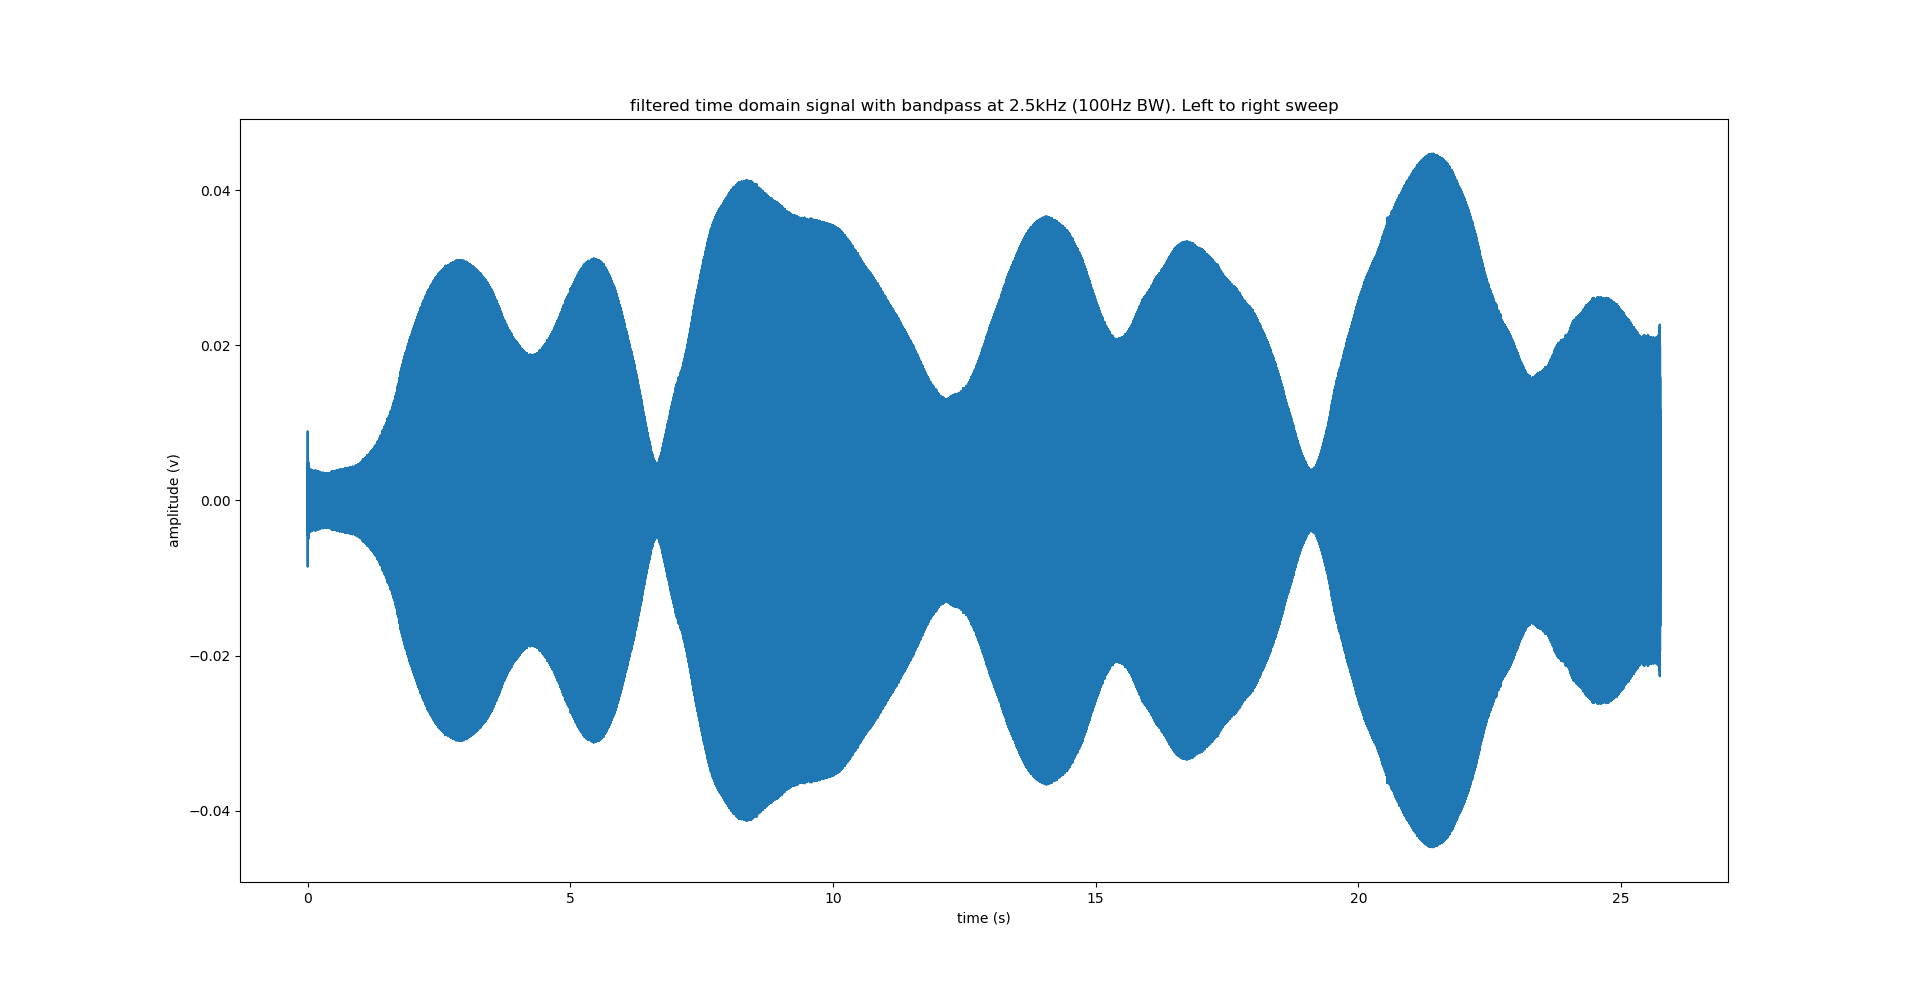 filtered time domain signal with bandpass at 2.5kHz (100Hz BW). Left to right sweep
0.04
0.02
0.00
−0.02
−0.04
amplitude (v)
0 5 10 15 20 25
time (s)